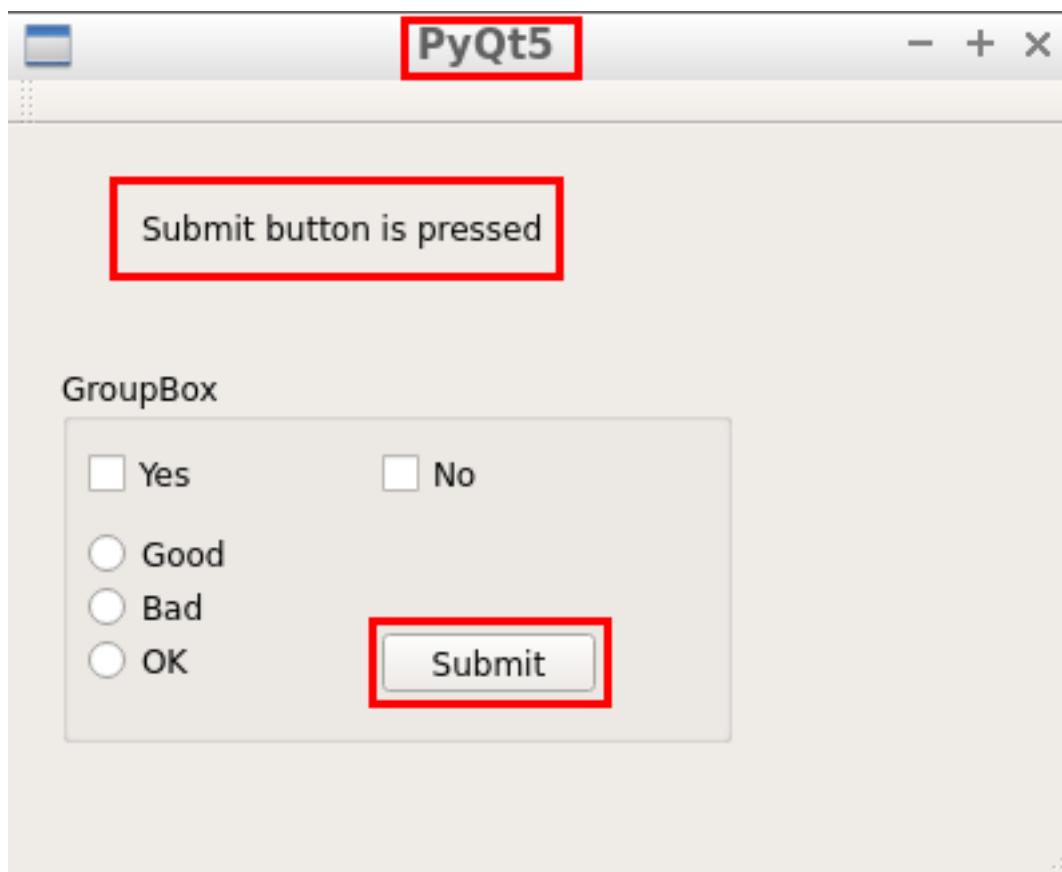 PyQt5
Submit button is pressed
GroupBox
Yes No
Good
Bad
OK Submit